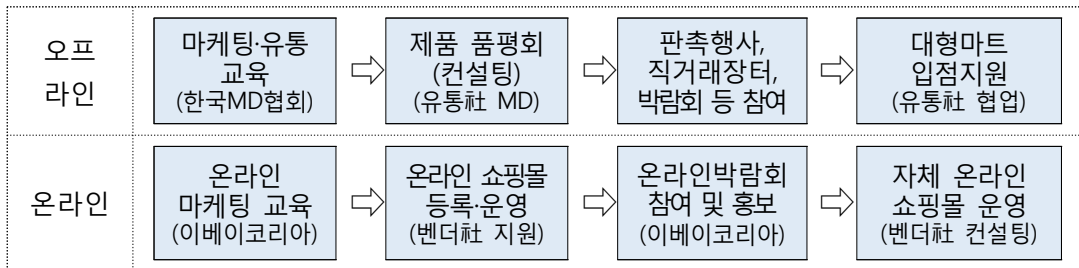 오프
라인
마케팅·유통
교육
(한국MD협회)
제품 품평회
(컨설팅)
(유통社 MD)
판촉행사,
직거래장터,
박람회 등 참여
대형마트
입점지원
(유통社 협업)
온라인
온라인
마케팅 교육
(이베이코리아)
온라인 쇼핑몰
등록·운영
(벤더社 지원)
온라인박람회
참여 및 홍보
(이베이코리아)
자체 온라인
쇼핑몰 운영
(벤더社 컨설팅)